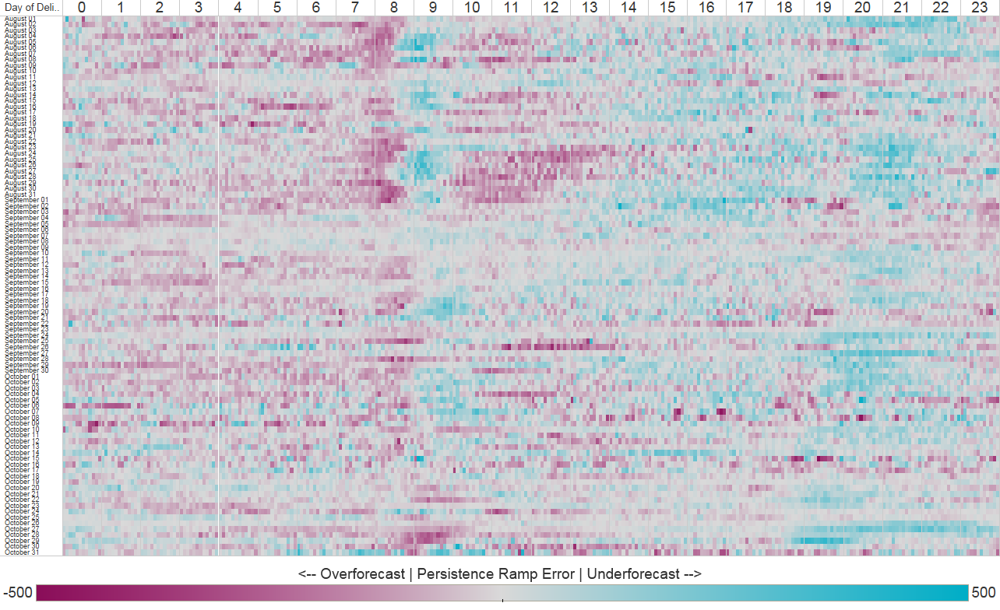 Day of Deli.. 0 1 2 3 4 5 6 7 8 9 10 11 12 13 14 15 16 17 18 19 20 21 22 23
August 01
August 02
August 03
August 04
August 05
August 06
August 07
August 08
August 09
August 10
August 11
August 12
August 13
August 14
August 15
August 16
August 17
August 18
August 19
August 20
August 21
August 22
August 23
August 24
August 25
August 26
August 27
August 28
August 29
August 30
August 31
September 01
September 02
September 03
September 04
September 05
September 06
September 07
September 08
September 09
September 10
September 11
September 12
September 13
September 14
September 15
September 16
September 17
September 18
September 19
September 20
September 21
September 22
September 23
September 24
September 25
September 26
September 27
September 28
September 29
September 30
October 01
October 02
October 03
October 04
October 05
October 06
October 07
October 08
October 09
October 10
October 11
October 12
October 13
October 14
October 15
October 16
October 17
October 18
October 19
October 20
October 21
October 22
October 23
October 24
October 25
October 26
October 27
October 28
October 29
October 30
October 31
<-- Overforecast | Persistence Ramp Error | Underforecast -->
-500 500